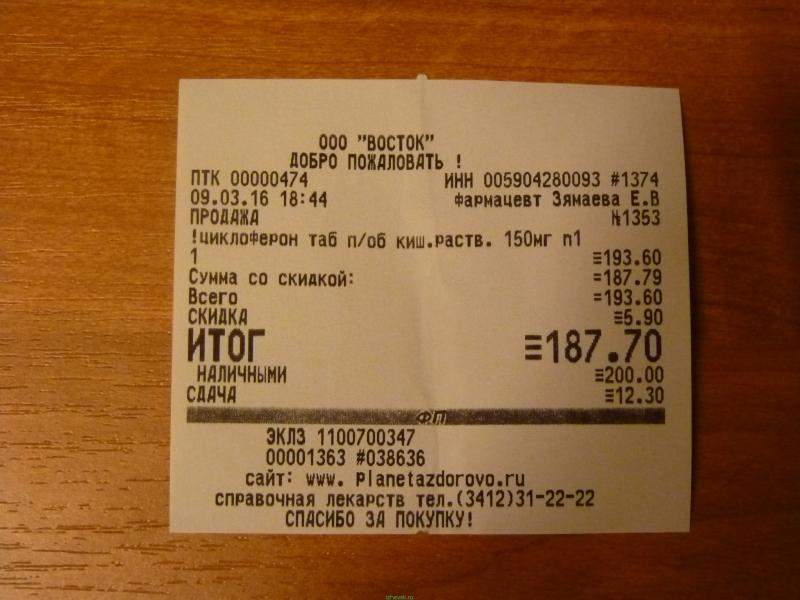 ООО "ВОСТОК"
ДОБРО ПОЖАЛОВАТЬ !
ПТК 00000474 ИНН 005904280093 #1374
09.03.16 18:44 Фармацевт Зямаева Е.В
ПРОДАЖА №1353
!циклоферон таб п/об киш.раств. 150мг n1
1 ≡193.60
Сумма со скидкой: =187.79
Всего =193.60
СКИДКА ≡5.90
ИТОГ ≡187.70
НАЛИЧНЫМИ ≡200.00
СДАЧА ≡12.30
ФП
ЭКЛЗ 1100700347
00001363 #038636
сайт: www. Planetazdorovo.ru
справочная лекарств тел.(3412)31-22-22
СПАСИБО ЗА ПОКУПКУ!